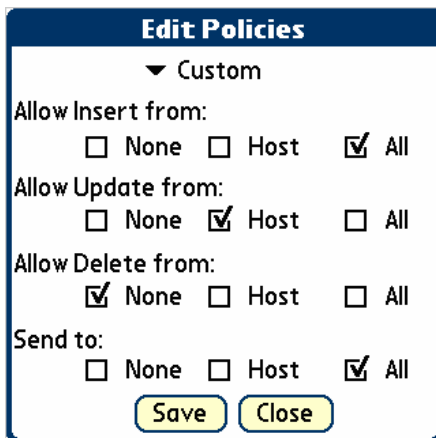 Edit Policies
Custom
Allow Insert from:
None Host All
Allow Update from:
None Host All
Allow Delete from:
None Host All
Send to:
None Host All
Save Close